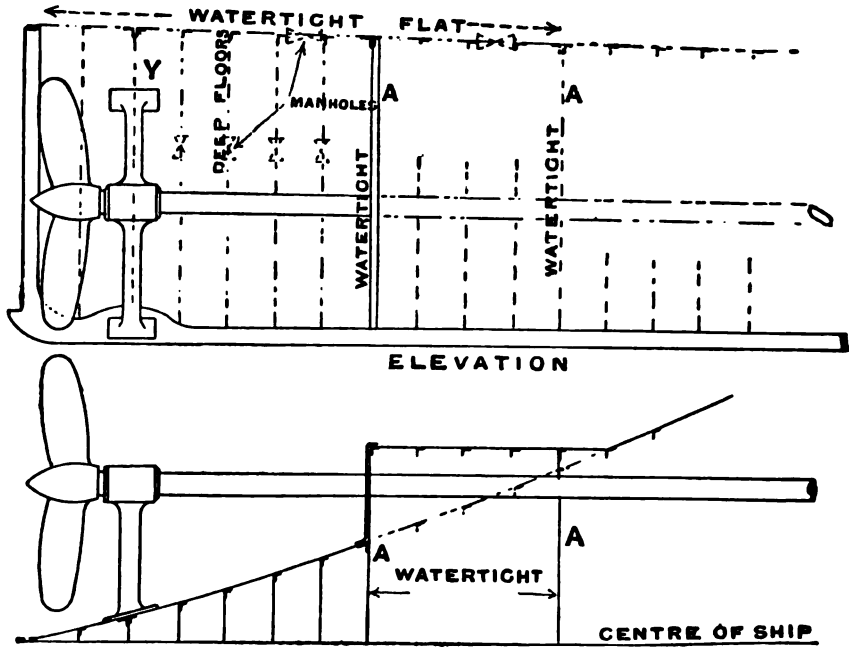 WATERTIGHT FLAT
Y
DEEP FLOORS
MANHOLES
A
A
WATERTIGHT
WATERTIGHT
ELEVATION
A
A
WATERTIGHT
CENTRE OF SHIP